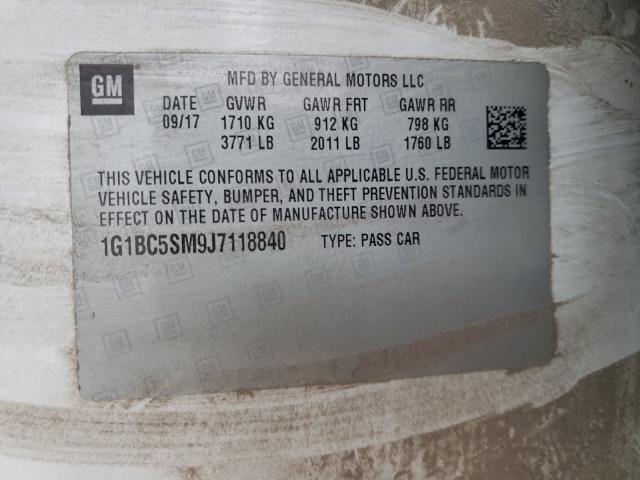 GM
MFD BY GENERAL MOTORS LLC
DATE GVWR GAWR FRT GAWR RR
09/17 1710 KG 912 KG 798 KG
3771 LB 2011 LB 1760 LB
THIS VEHICLE CONFORMS TO ALL APPLICABLE U.S. FEDERAL MOTOR
VEHICLE SAFETY, BUMPER, AND THEFT PREVENTION STANDARDS IN
EFFECT ON THE DATE OF MANUFACTURE SHOWN ABOVE.
1G1BC5SM9J7118840 TYPE: PASS CAR